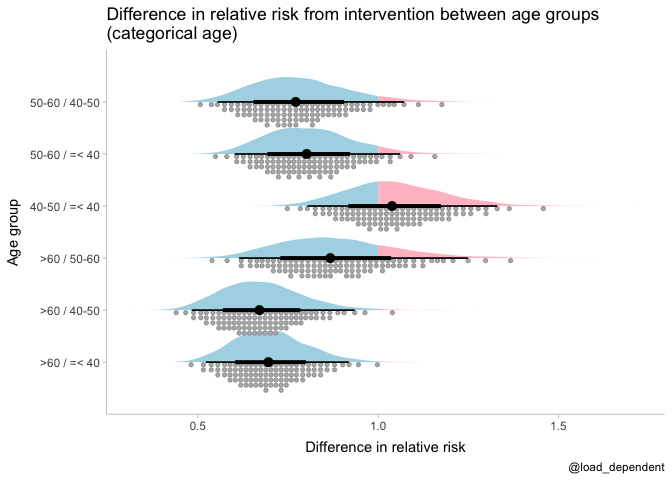 Difference in relative risk from intervention between age groups
(categorical age)
Age group
50-60 / 40-50
50-60 / =< 40
40-50 / =< 40
>60 / 50-60
>60 / 40-50
>60 / =< 40
0.5
1.0
1.5
Difference in relative risk
@load_dependent